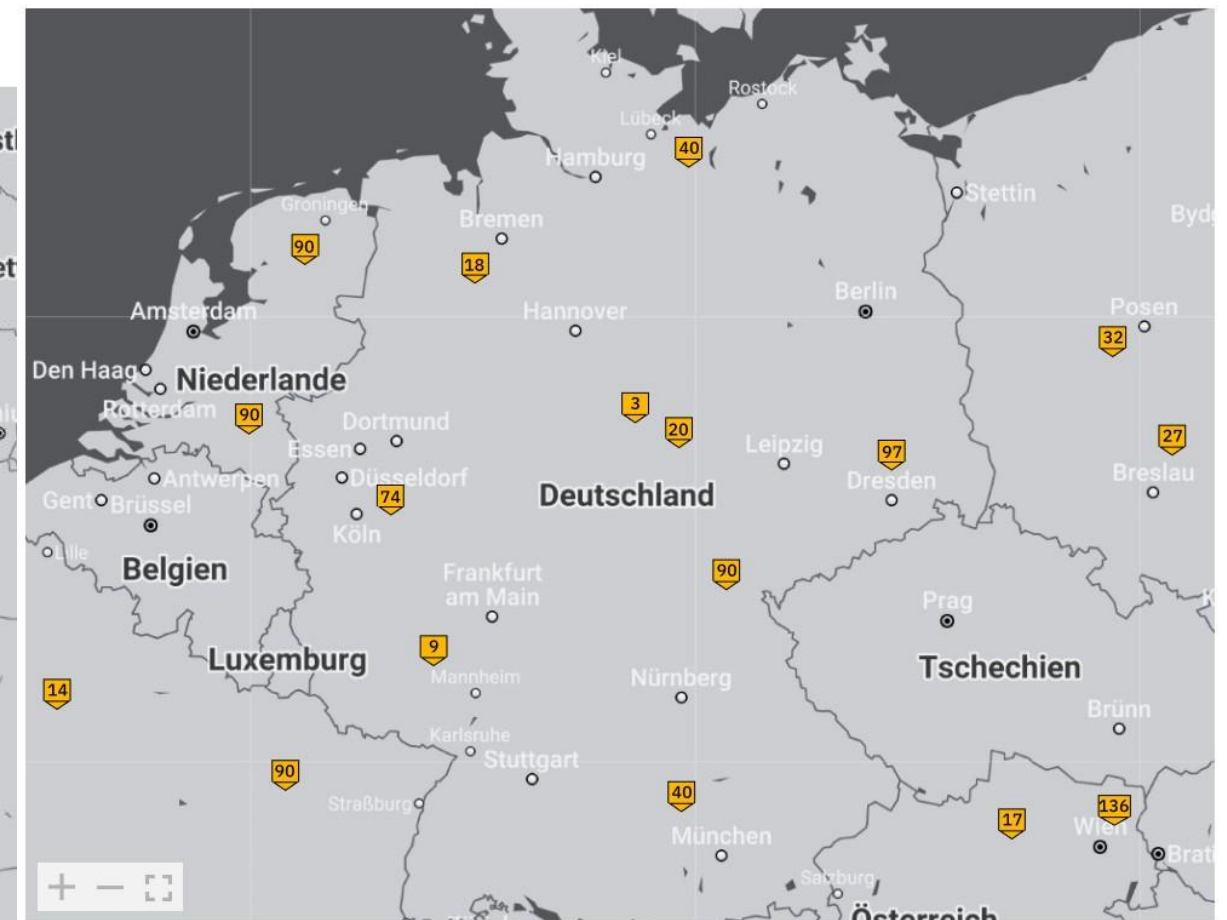 Kiel
Rostock
Lübeck
40
Hamburg
Stettin
Groningen
Bremen
90
18
Amsterdam
Hannover
Berlin
Posen
32
Den Haag
Niederlande
Rotterdam
90
3
20
Dortmund
Essen
Leipzig
97
27
Antwerpen
Düsseldorf
Dresden
Breslau
Gent
Brüssel
74
Deutschland
Köln
Lille
Belgien
Frankfurt
am Main
90
Prag
Luxemburg
9
Tschechien
14
Mannheim
Nürnberg
Brünn
Karlsruhe
Stuttgart
90
Straßburg
40
17
136
Wien
München
Salzburg
Österreich